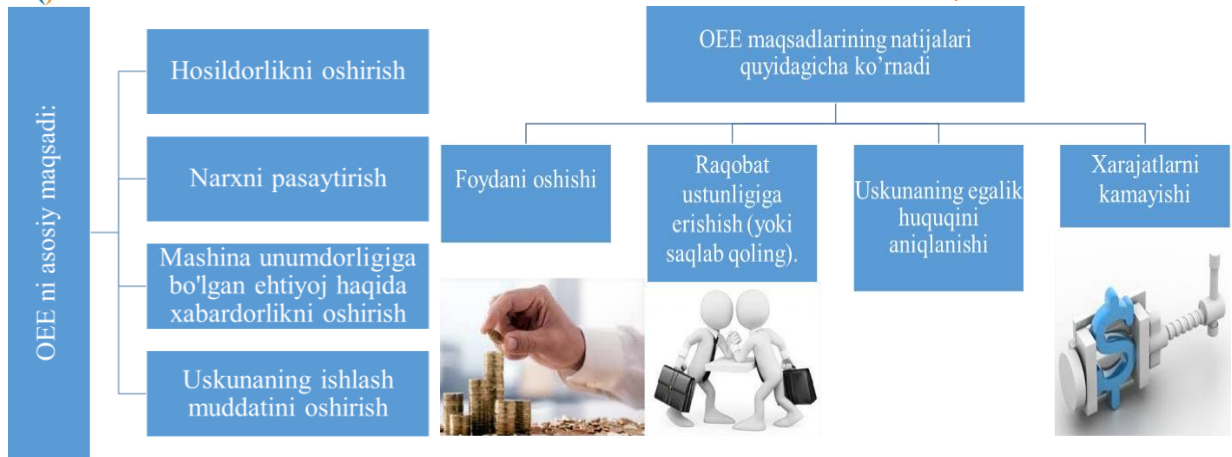 OEE ni asosiy maqsadi:
Hosildorlikni oshirish
Narxni pasaytirish
Mashina unumdorligiga
bo'lgan ehtiyoj haqida
xabardorlikni oshirish
Uskunaning ishlash
muddatini oshirish
OEE maqsadlarining natijalari
quyidagicha ko’rnadi
Foydani oshishi
Raqobat
ustunligiga
erishish (yoki
saqlab qoling).
Uskunaning egalik
huquqini
aniqlanishi
Xarajatlarni
kamayishi